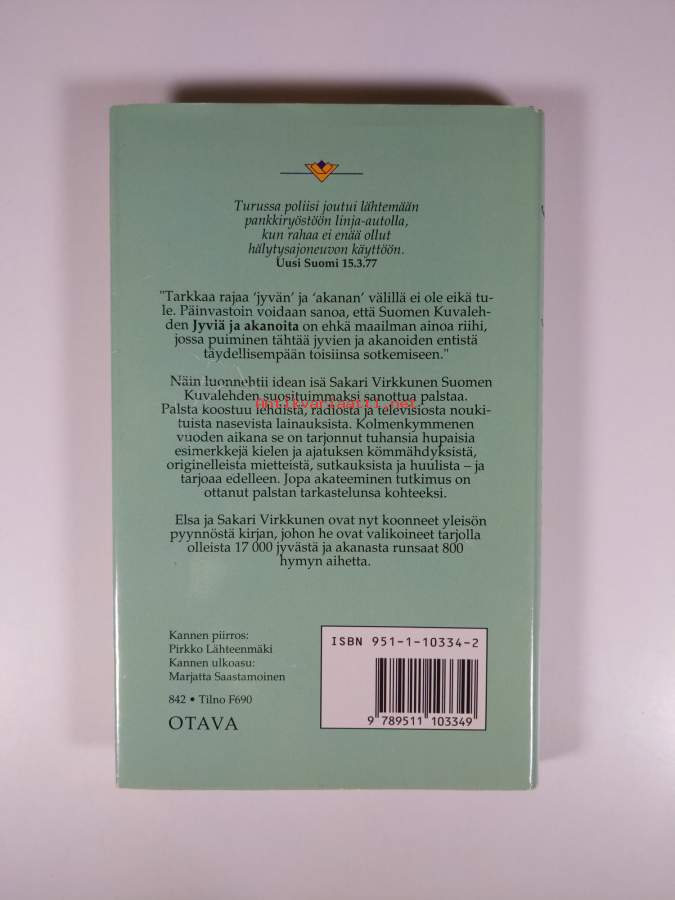 Turussa poliisi joutui lähtemään
pankkiryöstöön linja-autolla,
kun rahaa ei enää ollut
hälytysajoneuvon käyttöön.
Uusi Suomi 15.3.77
"Tarkkaa rajaa 'jyvän' ja 'akanan' välillä ei ole eikä tu-
le. Päinvastoin voidaan sanoa, että Suomen Kuvaleh-
den Jyviä ja akanoita on ehkä maailman ainoa riihi,
jossa puiminen tähtää jyvien ja akanoiden entistä
täydellisempään toisiinsa sotkemiseen."
Näin luonnehtii idean isä Sakari Virkkunen Suomen
Kuvalehden suosituimmaksi sanottua palstaa.
antikvariaatti.net
Palsta koostuu lehdistä, radiosta ja televisiosta nouki-
tuista nasevista lainauksista. Kolmenkymmenen
vuoden aikana se on tarjonnut tuhansia hupaisia
esimerkkejä kielen ja ajatuksen kömmähdyksistä,
originelleista mietteistä, sutkauksista ja huulista – ja
tarjoaa edelleen. Jopa akateeminen tutkimus on
ottanut palstan tarkastelunsa kohteeksi.
Elsa ja Sakari Virkkunen ovat nyt koonneet yleisön
pyynnöstä kirjan, johon he ovat valikoineet tarjolla
olleista 17 000 jyvästä ja akanasta runsaat 800
hymyn aihetta.
Kannen piirros:
Pirkko Lähteenmäki
Kannen ulkoasu:
Marjatta Saastamoinen
842 • Tilno F690
OTAVA
ISBN 951-1-10334-2
9 789511 103349